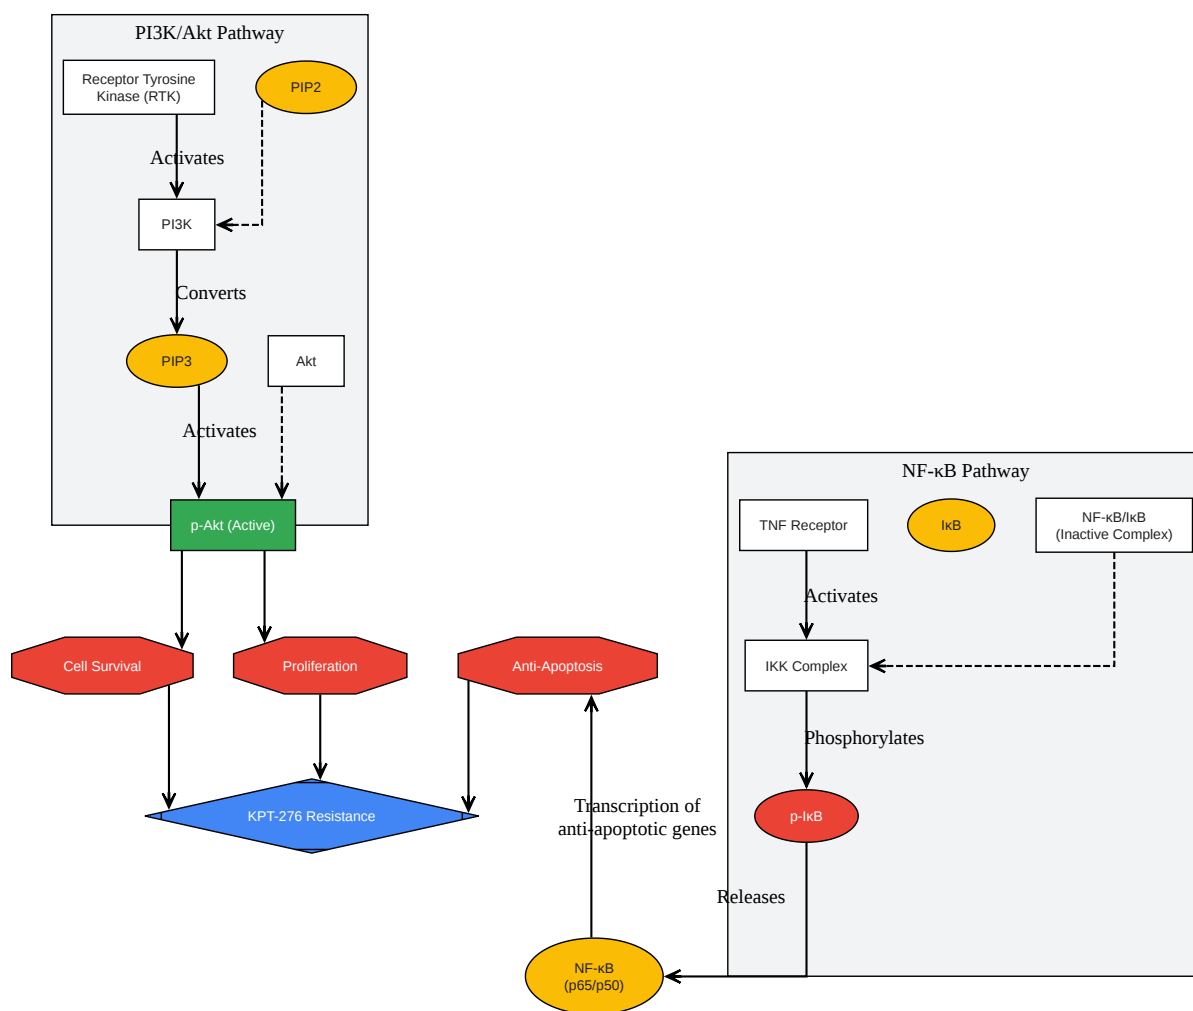 PI3K/Akt Pathway
Receptor Tyrosine
Kinase (RTK)
PIP2
Activates
PI3K
Converts
PIP3
Akt
Activates
p-Akt (Active)
NF-κB Pathway
TNF Receptor
IκB
NF-κB/IκB
(Inactive Complex)
Activates
Cell Survival
Proliferation
Anti-Apoptosis
IKK Complex
Phosphorylates
KPT-276 Resistance
Transcription of
anti-apoptotic genes
p-IκB
Releases
NF-κB
(p65/p50)